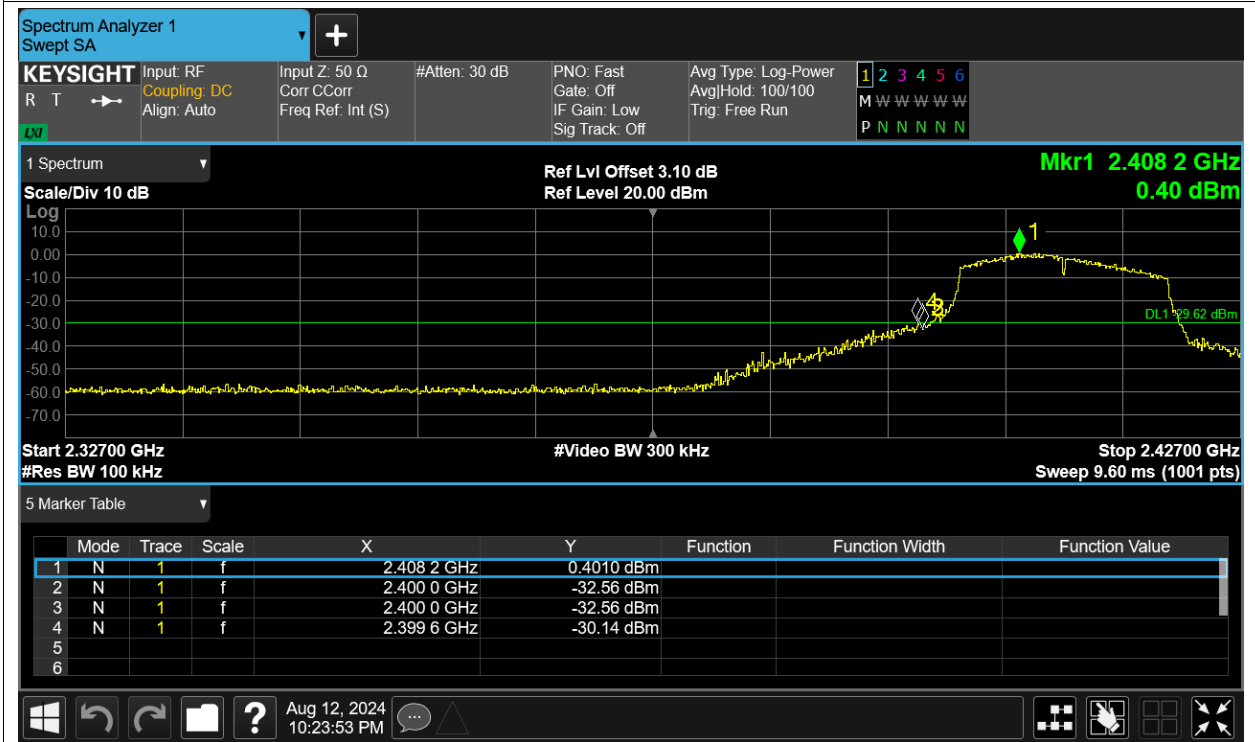 Spectrum Analyzer 1
Swept SA
+
KEYSIGHT Input: RF Input Z: 50 Ω #Atten: 30 dB PNO: Fast Avg Type: Log-Power 1 2 3 4 5 6
R T Coupling: DC Corr CCorr Gate: Off Avg|Hold: 100/100 M W W W W W
Align: Auto Freq Ref: Int (S) IF Gain: Low Trig: Free Run
LXI Sig Track: Off P N N N N N
1 Spectrum Ref Lvl Offset 3.10 dB Mkr1 2.408 2 GHz
Scale/Div 10 dB Ref Level 20.00 dBm 0.40 dBm
Log
10.0
1
0.00
-10.0
-20.0
4
-30.0
DL1 -29.62 dBm
-40.0
-50.0
-60.0
-70.0
Start 2.32700 GHz #Video BW 300 kHz Stop 2.42700 GHz
#Res BW 100 kHz Sweep 9.60 ms (1001 pts)
5 Marker Table
Mode Trace Scale X Y Function Function Width Function Value
1 N 1 f 2.408 2 GHz 0.4010 dBm
2 N 1 f 2.400 0 GHz -32.56 dBm
3 N 1 f 2.400 0 GHz -32.56 dBm
4 N 1 f 2.399 6 GHz -30.14 dBm
5
6
? Aug 12, 2024
10:23:53 PM